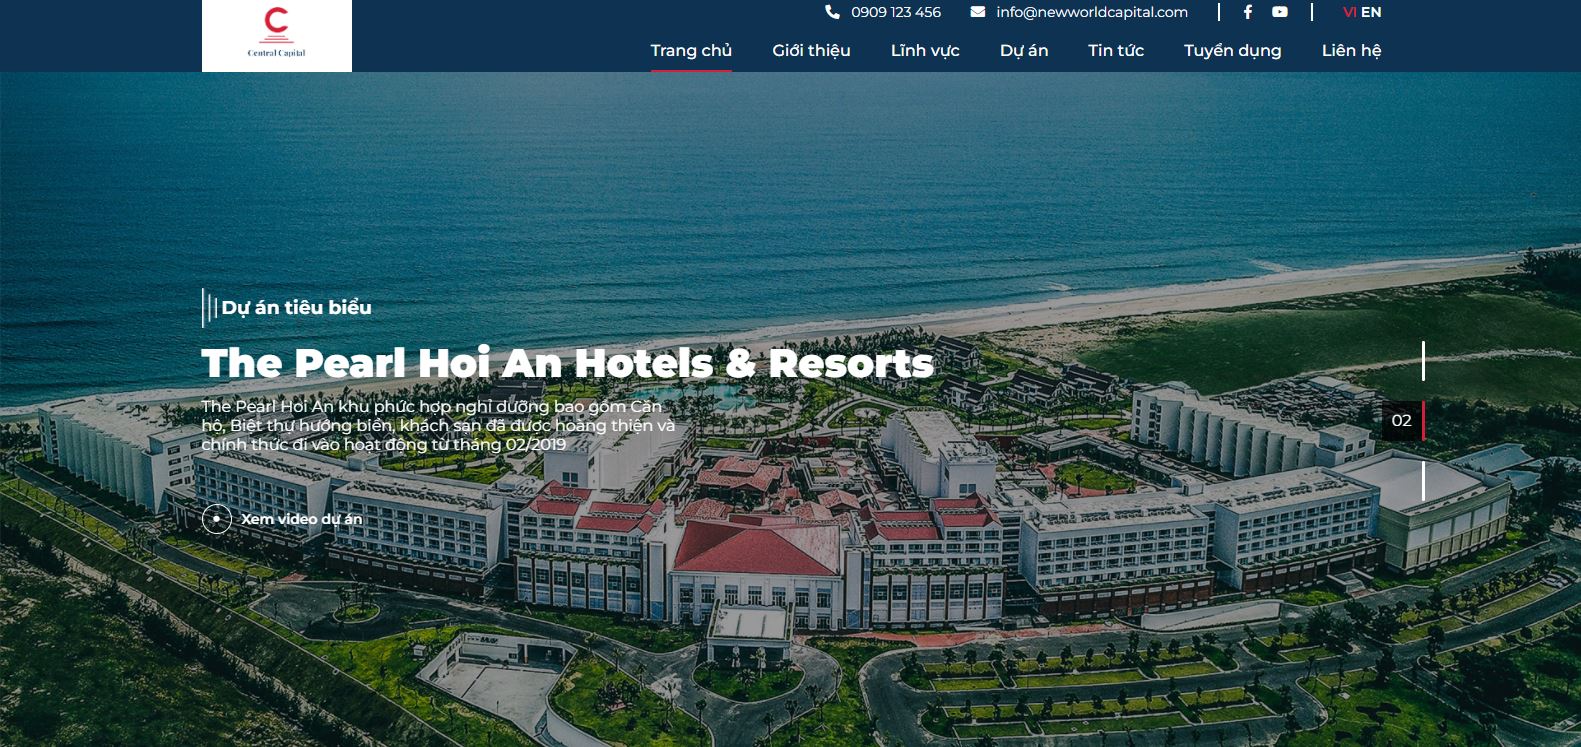 C
Central Capital
0909 123 456
info@newworldcapital.com
VI EN
Trang chủ
Giới thiệu
Lĩnh vực
Dự án
Tin tức
Tuyển dụng
Liên hệ
Dự án tiêu biểu
The Pearl Hoi An Hotels & Resorts
The Pearl Hoi An khu phức hợp nghỉ dưỡng bao gồm Căn
hộ, Biệt thự hướng biển, khách sạn đã được hoàng thiện và
chính thức đi vào hoạt động từ tháng 02/2019
02
Xem video dự án